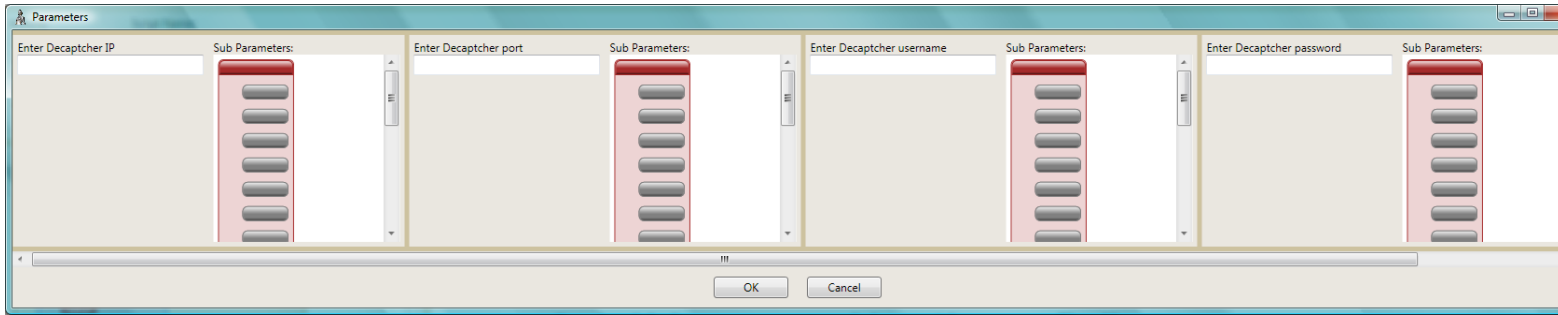 Parameters
Enter Decaptcher IP
Sub Parameters:
Enter Decaptcher port
Sub Parameters:
Enter Decaptcher username
Sub Parameters:
Enter Decaptcher password
Sub Parameters:
OK
Cancel